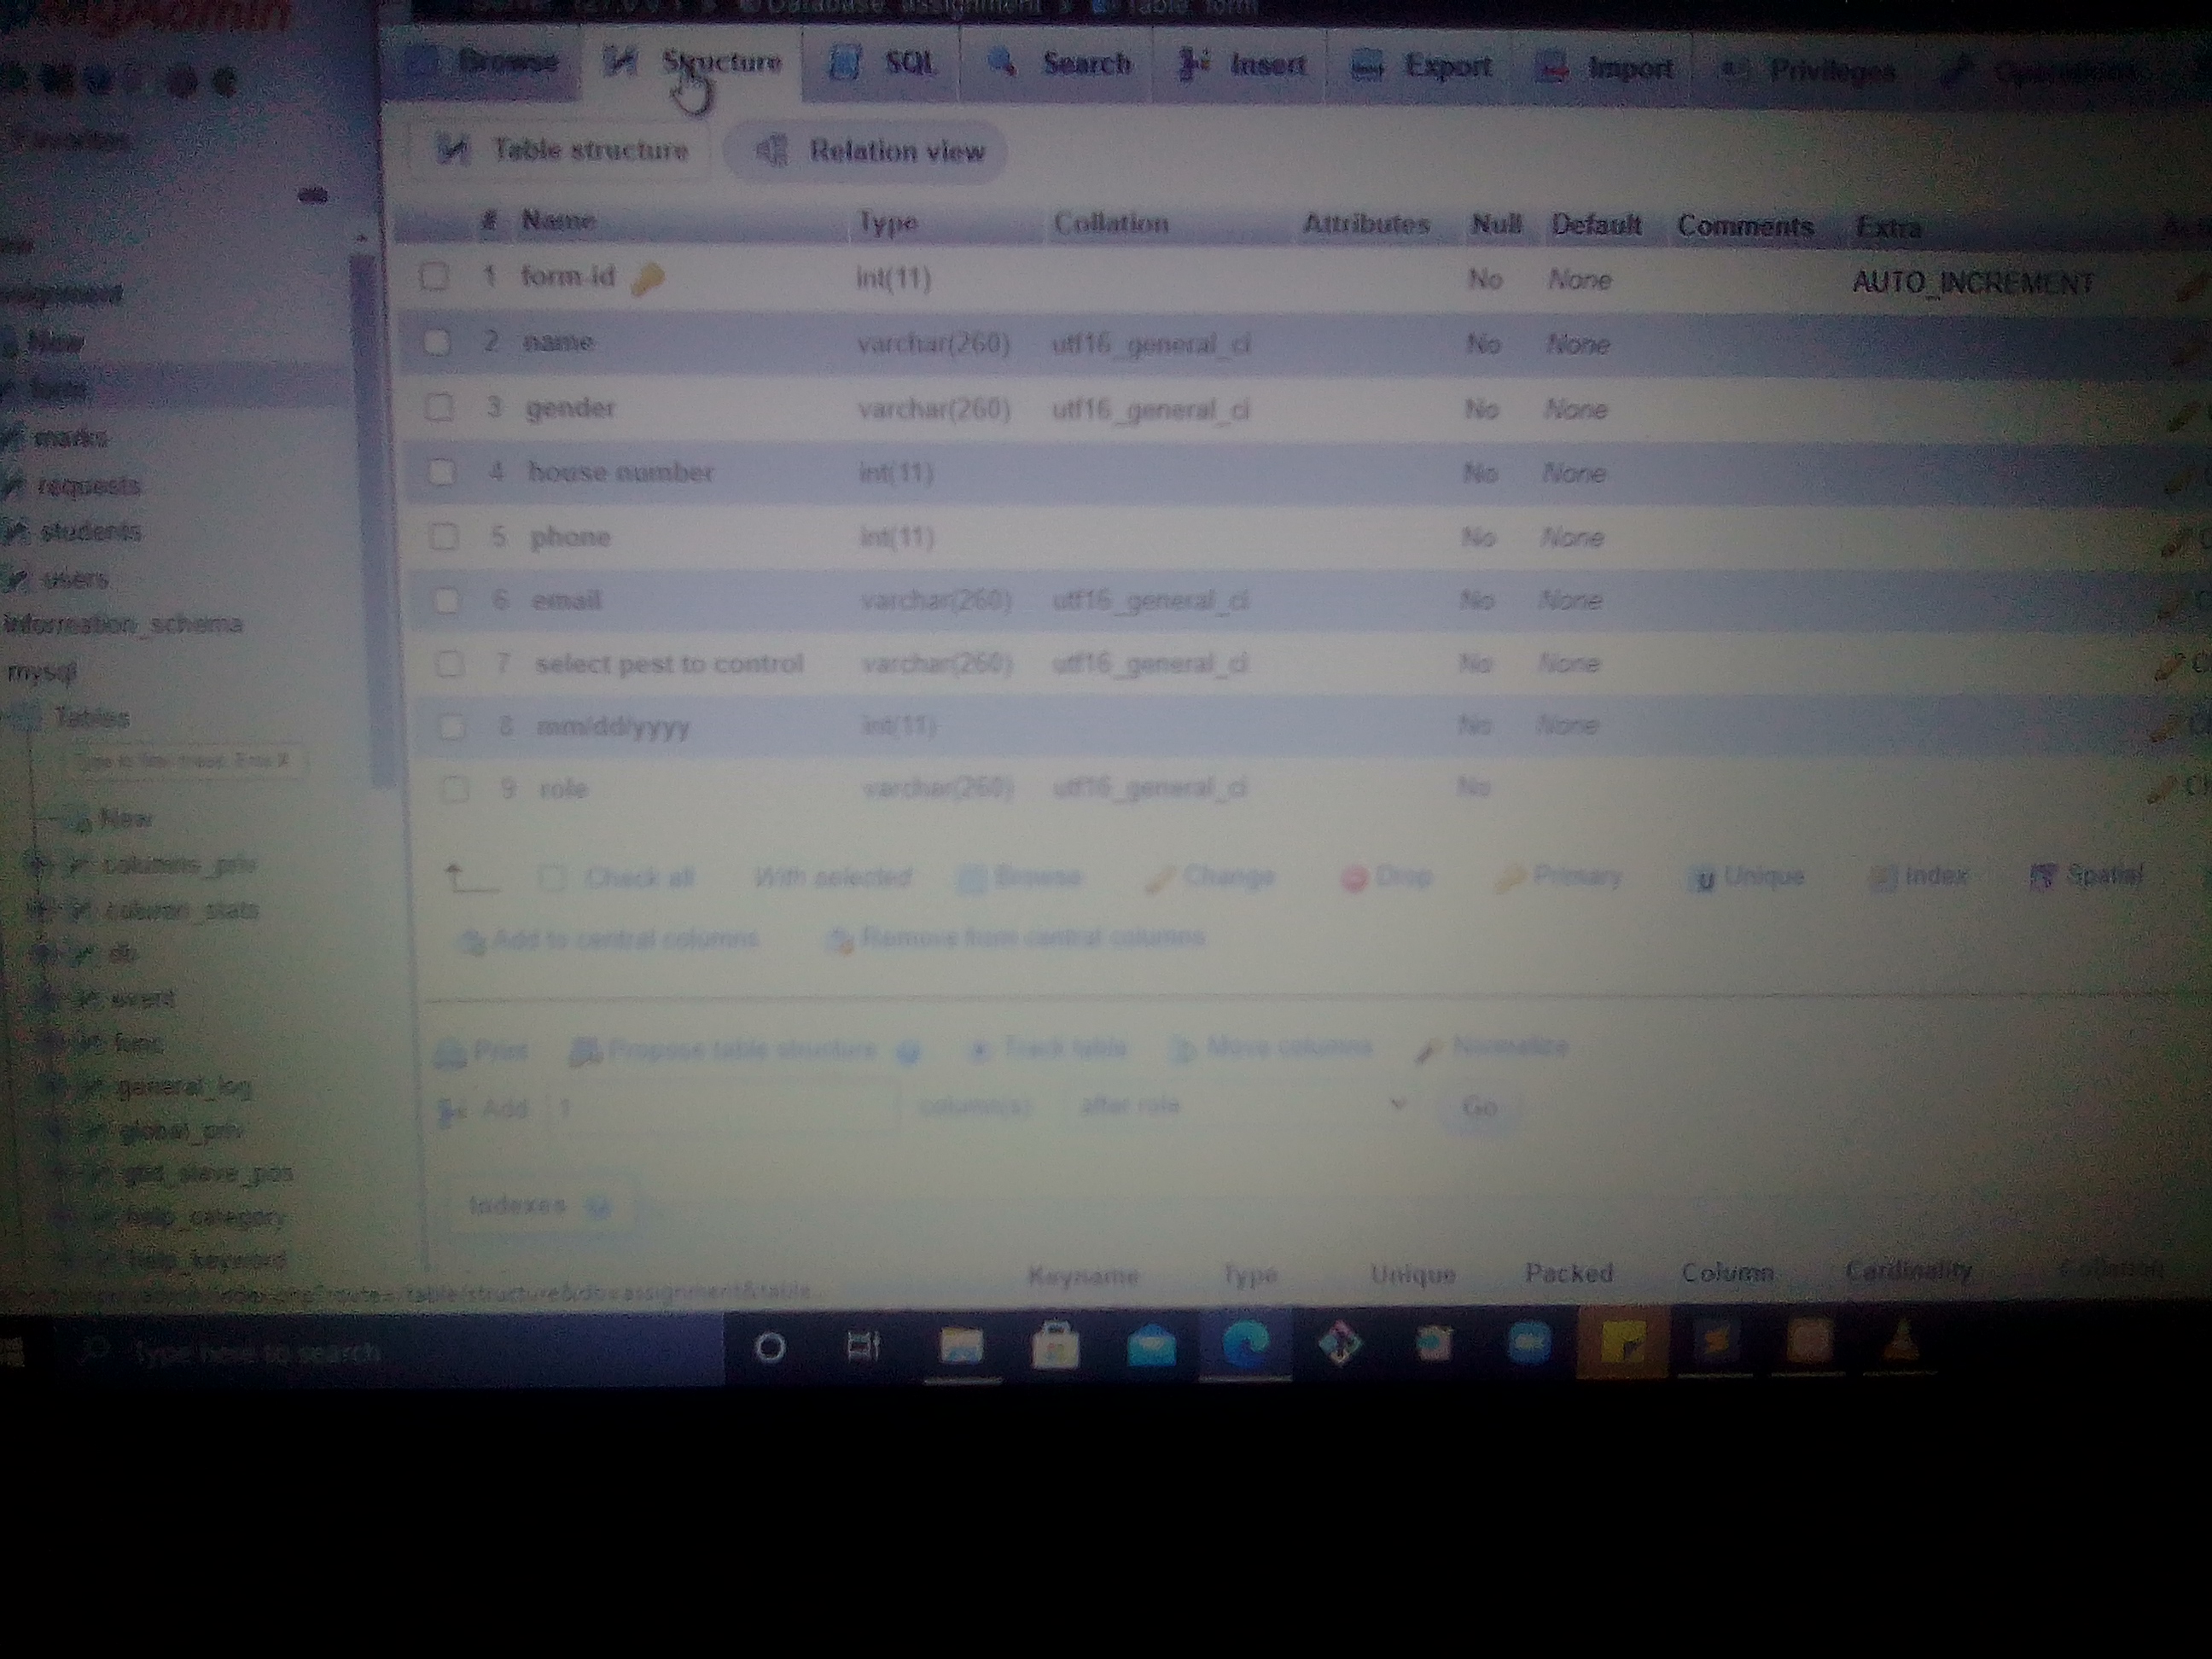 Database: assignment Table: form
Browse Structure SQL Search Insert Export Import Privileges Operations
Favorites
Table structure Relation view
# Name Type Collation Attributes Null Default Comments Extra
1 form-id int(11) No None AUTO_INCREMENT
2 name varchar(260) utf16_general_ci No None
3 gender varchar(260) utf16_general_ci No None
4 house number int(11) No None
5 phone int(11) No None
6 email varchar(260) utf16_general_ci No None
7 select pest to control varchar(260) utf16_general_ci No None
8 mm/dd/yyyy int(11) No None
9 role varchar(260) utf16_general_ci No
Check all With selected Browse Change Drop Primary Unique Index Spatial
Add to central columns Remove from central columns
Print Propose table structure Track table Move columns Normalize
Add 1 column(s) after role Go
Indexes
Keyname Type Unique Packed Column Cardinality Collation
New
form
marks
requests
students
users
information_schema
mysql
Tables
New
columns_priv
column_stats
db
event
func
general_log
global_priv
gtid_slave_pos
help_category
help_keyword
Type here to search